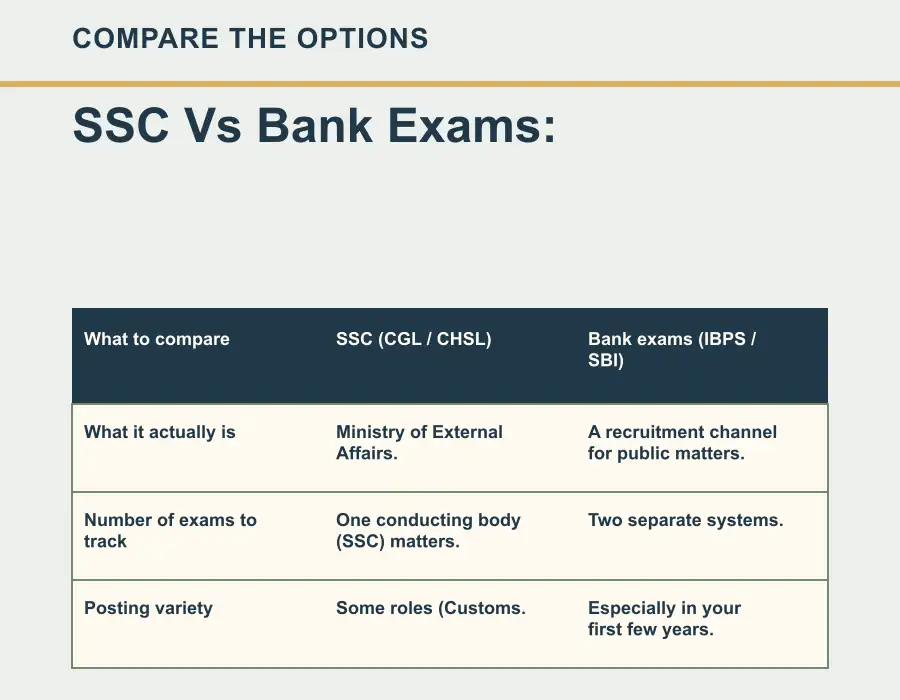 COMPARE THE OPTIONS
SSC Vs Bank Exams:
What to compare
SSC (CGL / CHSL)
Bank exams (IBPS /
SBI)
What it actually is
Ministry of External
Affairs.
A recruitment channel
for public matters.
Number of exams to
track
One conducting body
(SSC) matters.
Two separate systems.
Posting variety
Some roles (Customs.
Especially in your
first few years.